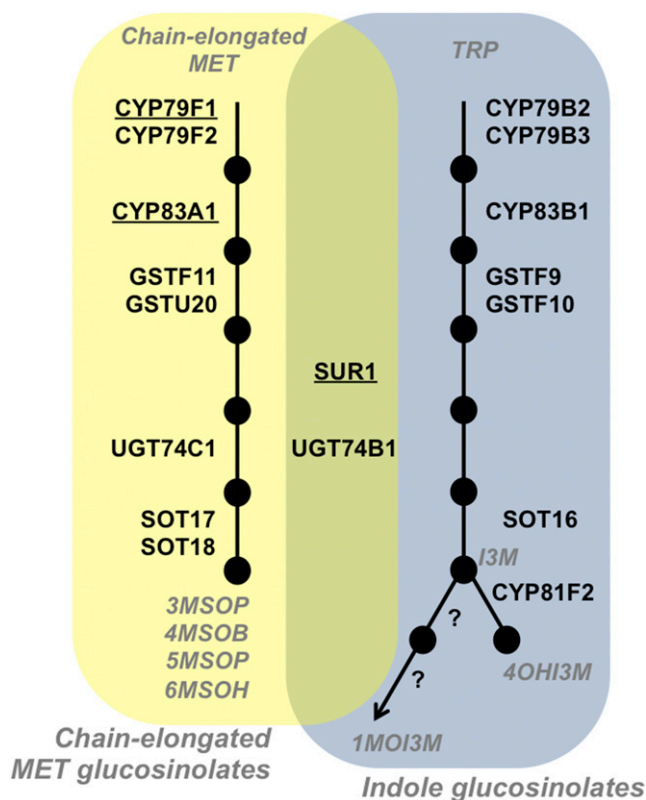 Chain-elongated
MET
TRP
CYP79F1
CYP79F2
CYP79B2
CYP79B3
CYP83A1
CYP83B1
GSTF11
GSTU20
GSTF9
GSTF10
SUR1
UGT74C1
UGT74B1
SOT17
SOT18
SOT16
I3M
CYP81F2
3MSOP
4MSOB
5MSOP
6MSOH
?
?
4OHI3M
1MOI3M
Chain-elongated
MET glucosinolates
Indole glucosinolates